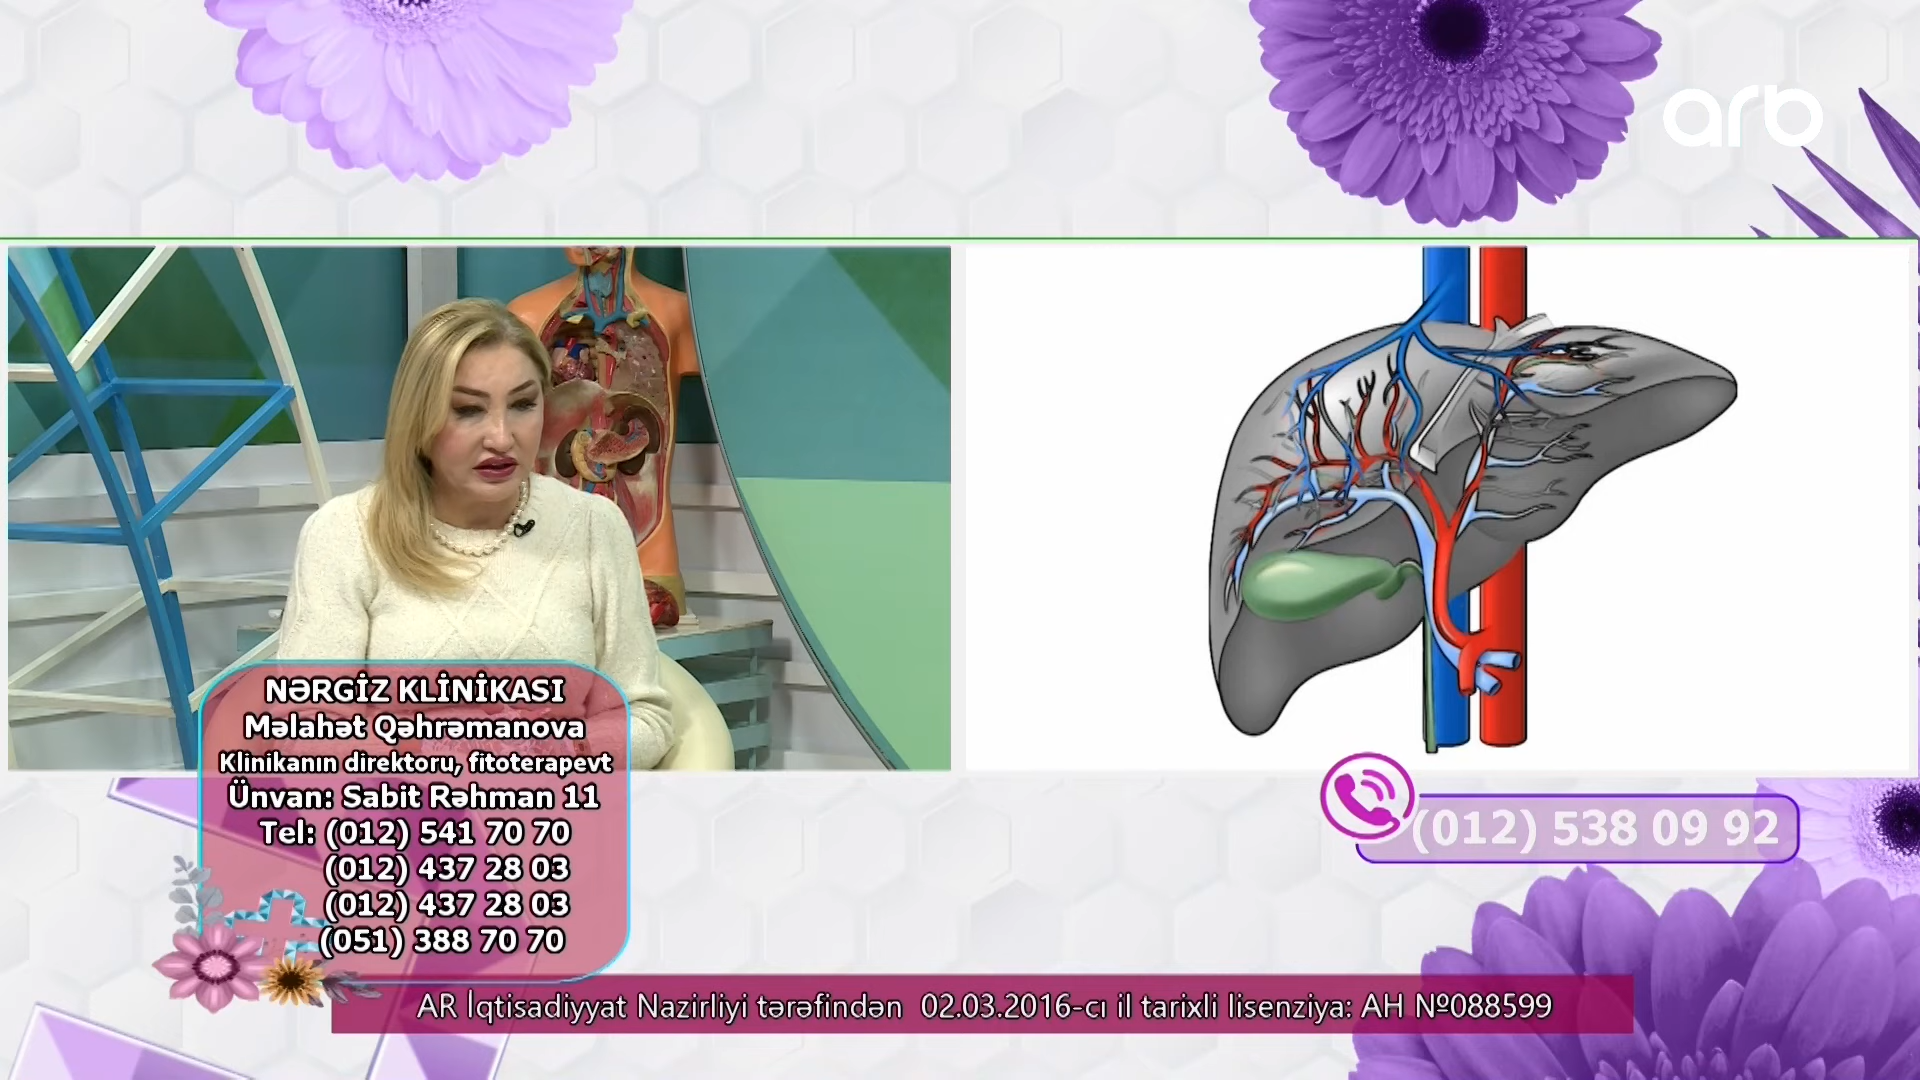 arb
NƏRGİZ KLİNİKASI
Məlahət Qəhrəmanova
Klinikanın direktoru, fitoterapevt
Ünvan: Sabit Rəhman 11
Tel: (012) 541 70 70
(012) 437 28 03
(012) 437 28 03
(051) 388 70 70
(012) 538 09 92
AR İqtisadiyyat Nazirliyi tərəfindən 02.03.2016-cı il tarixli lisenziya: AH №088599